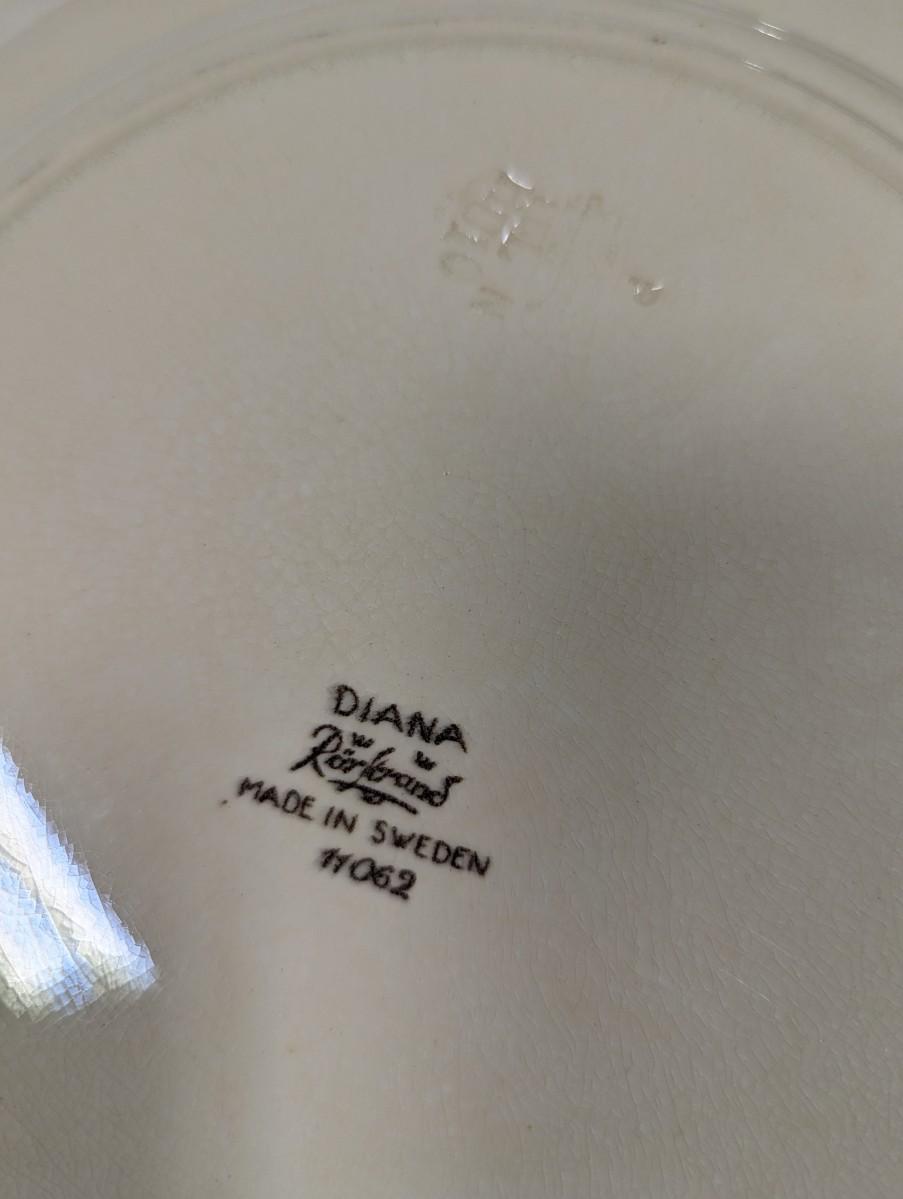 DIANA
Rörstrand
MADE IN SWEDEN
11062